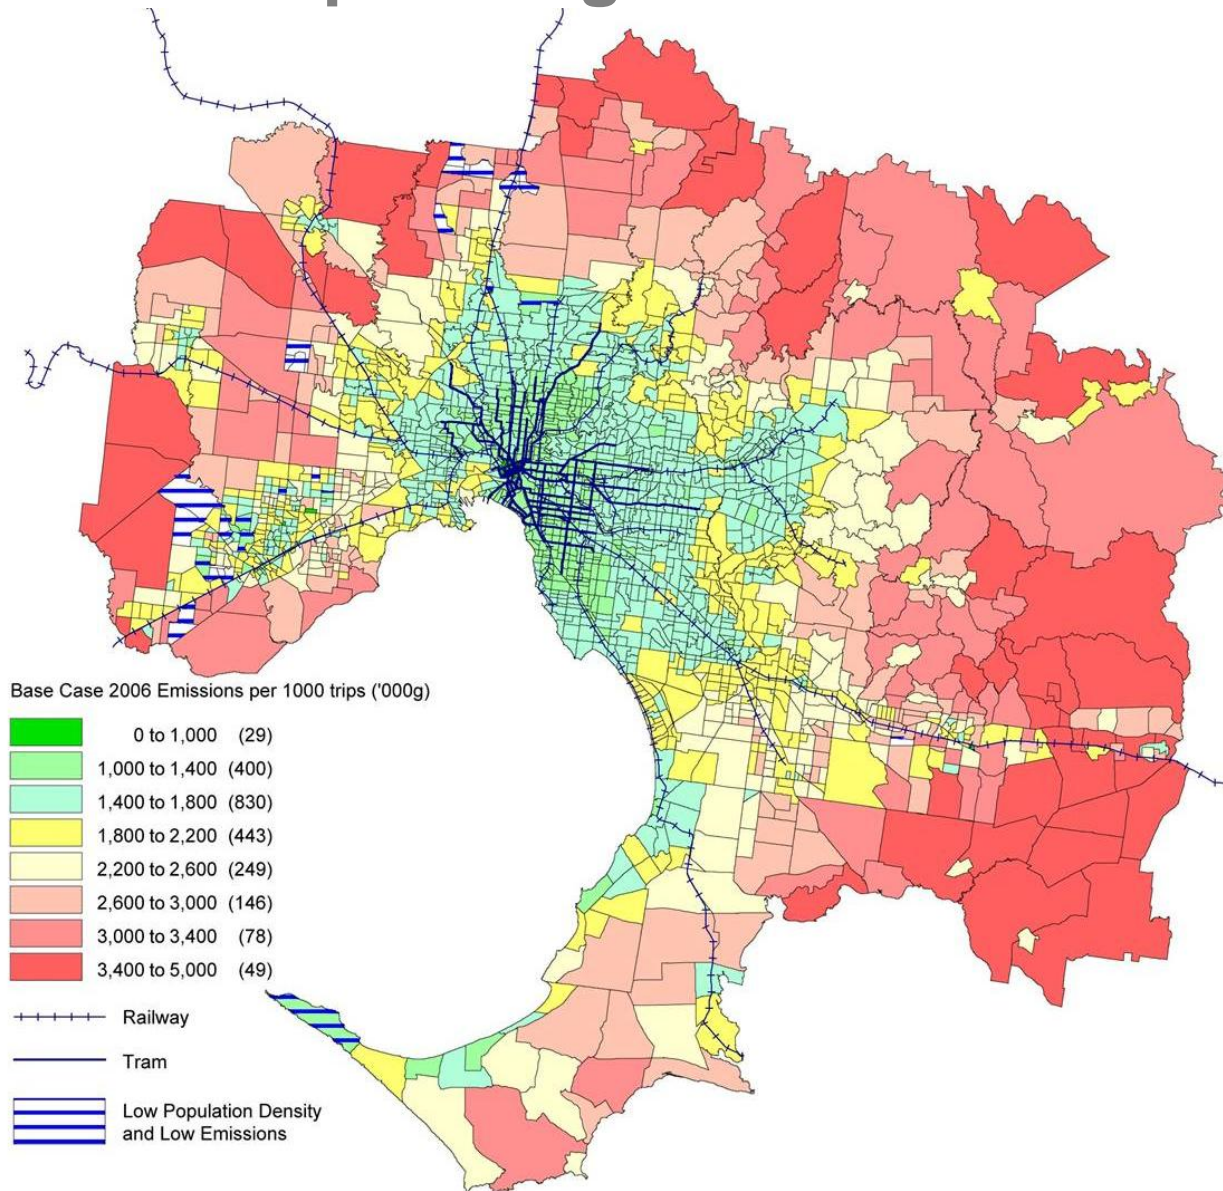 Base Case 2006 Emissions per 1000 trips ('000g)
0 to 1,000 (29)
1,000 to 1,400 (400)
1,400 to 1,800 (830)
1,800 to 2,200 (443)
2,200 to 2,600 (249)
2,600 to 3,000 (146)
3,000 to 3,400 (78)
3,400 to 5,000 (49)
Railway
Tram
Low Population Density
and Low Emissions